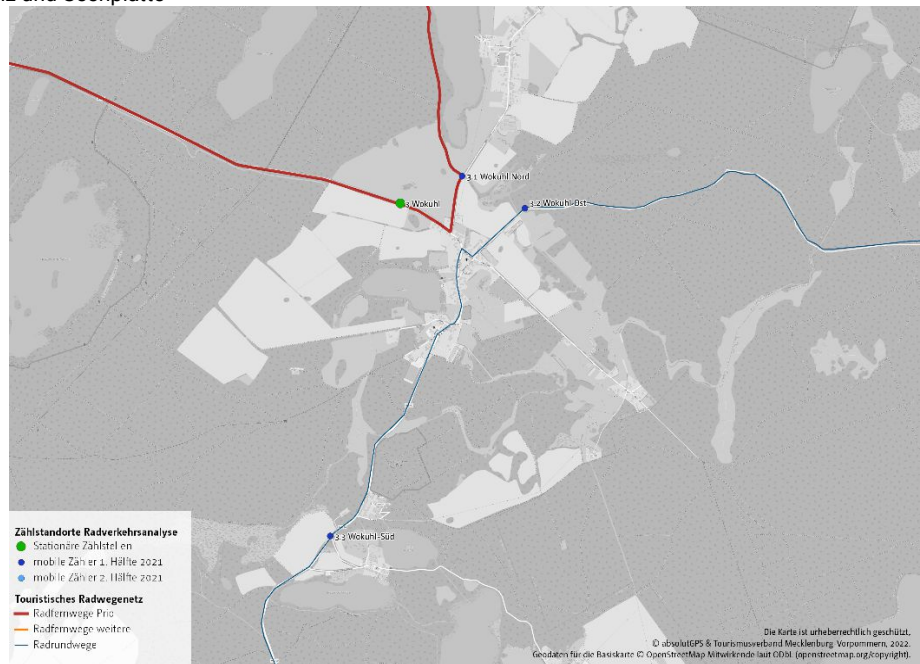 3 Wokuhl
3.1 Wokuhl-Nord
3.2 Wokuhl-Ost
3.3 Wokuhl-Süd
Zählstandorte Radverkehrsanalyse
Stationäre Zählstellen
mobile Zähler 1. Hälfte 2021
mobile Zähler 2. Hälfte 2021
Touristisches Radwegenetz
Radfernwege Prio
Radfernwege weitere
Radrundwege
Die Karte ist urheberrechtlich geschützt,
© absolutGPS & Tourismusverband Mecklenburg-Vorpommern, 2022.
Geodaten für die Basiskarte © OpenStreetMap Mitwirkende laut ODbL (openstreetmap.org/copyright).